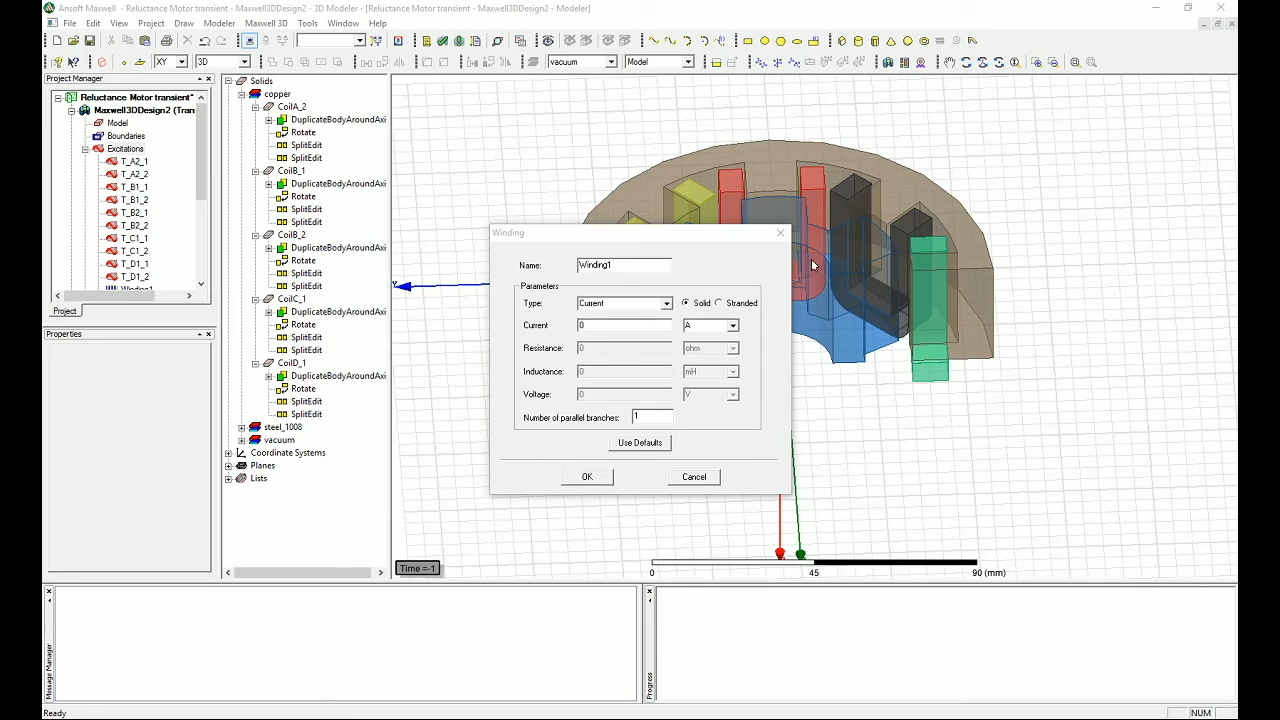 Ansoft Maxwell - Reluctance Motor transient - Maxwell3DDesign2 - 3D Modeler - [Reluctance Motor transient - Maxwell3DDesign2 - Modeler]
File Edit View Project Draw Modeler Maxwell 3D Tools Window Help
XY 3D vacuum Model
Project Manager
Reluctance Motor transient*
Maxwell3DDesign2 (Tran
Model
Boundaries
Excitations
T_A2_1
T_A2_2
T_B1_1
T_B1_2
T_B2_1
T_B2_2
T_C1_1
T_C1_2
T_D1_1
T_D1_2
Winding1
Project
Properties
Solids
copper
CoilA_2
DuplicateBodyAroundAxi
Rotate
SplitEdit
SplitEdit
CoilB_1
DuplicateBodyAroundAxi
Rotate
SplitEdit
SplitEdit
CoilB_2
DuplicateBodyAroundAxi
Rotate
SplitEdit
SplitEdit
CoilC_1
DuplicateBodyAroundAxi
Rotate
SplitEdit
SplitEdit
CoilD_1
DuplicateBodyAroundAxi
Rotate
SplitEdit
SplitEdit
steel_1008
vacuum
Coordinate Systems
Planes
Lists
Winding
Name: Winding1
Parameters
Type: Current Solid Stranded
Current 0 A
Resistance: 0 ohm
Inductance: 0 mH
Voltage: 0 V
Number of parallel branches: 1
Use Defaults
OK Cancel
Time =-1
0 45 90 (mm)
Message Manager
Progress
Ready NUM